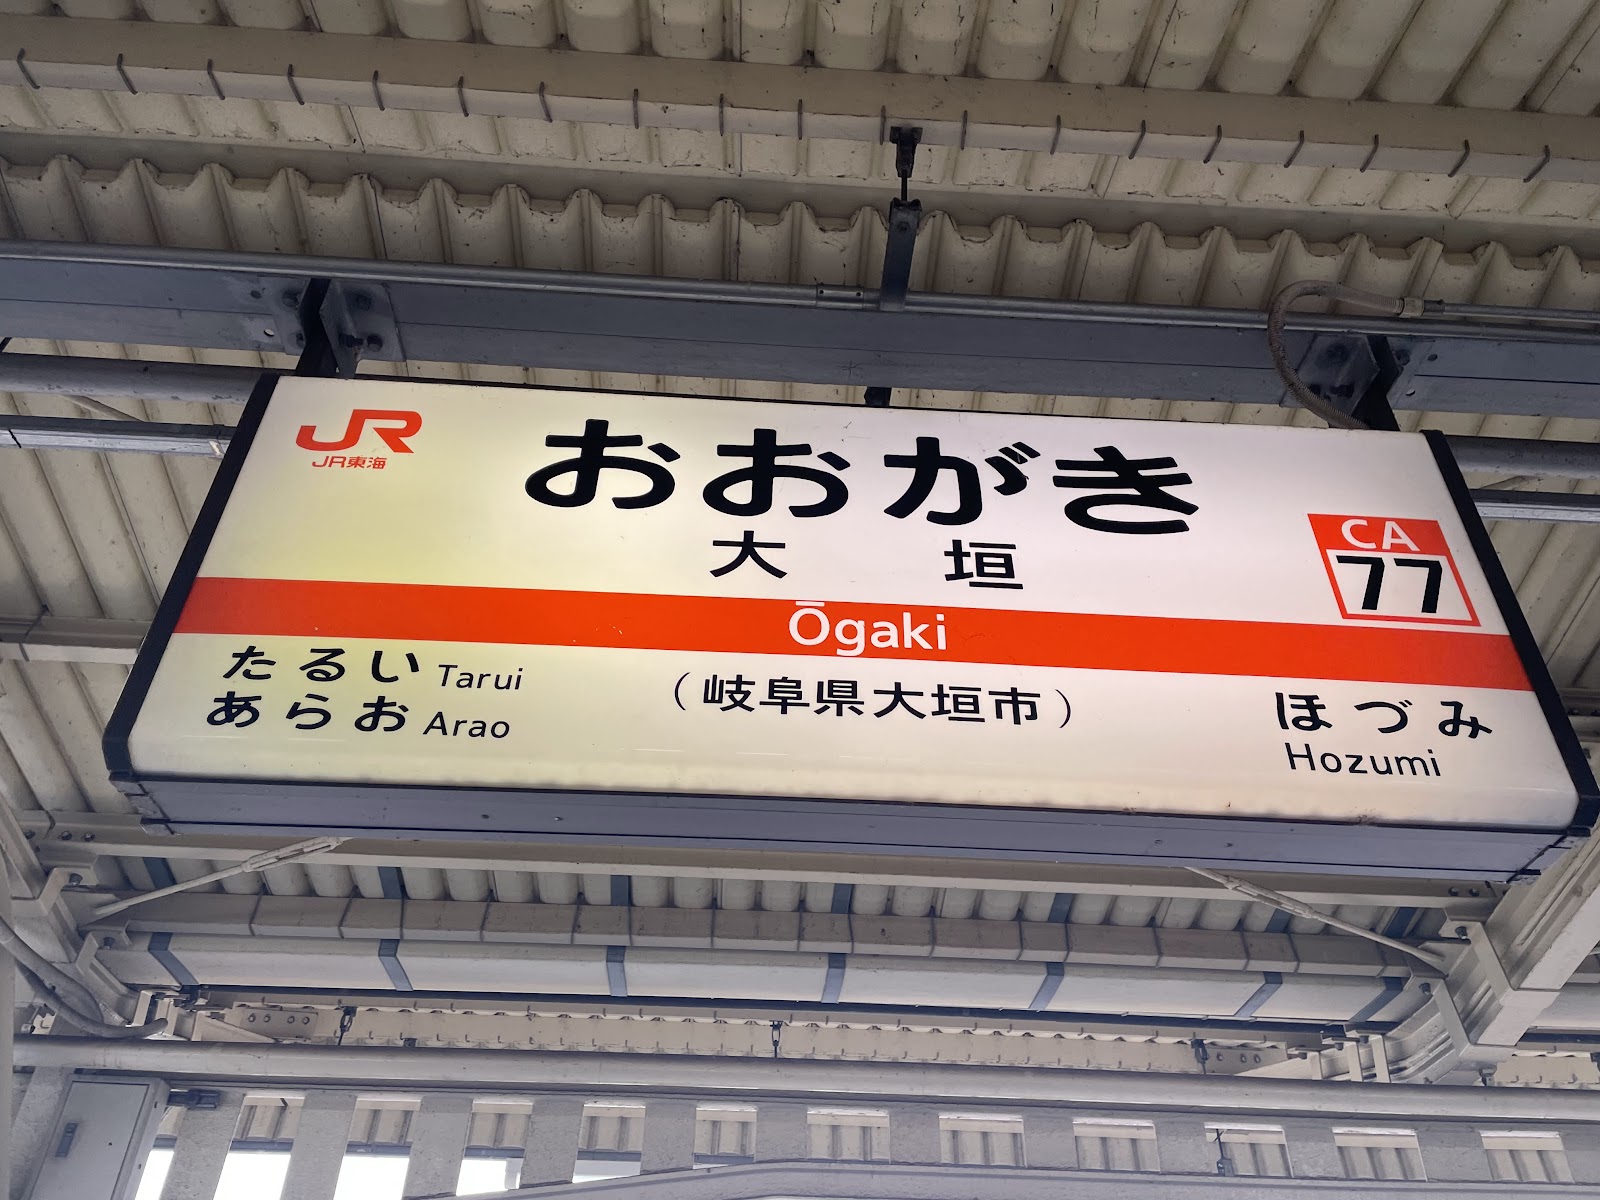 JR
JR東海
おおがき
大垣
CA
77
Ōgaki
たるい Tarui
あらお Arao
（岐阜県大垣市）
ほづみ
Hozumi